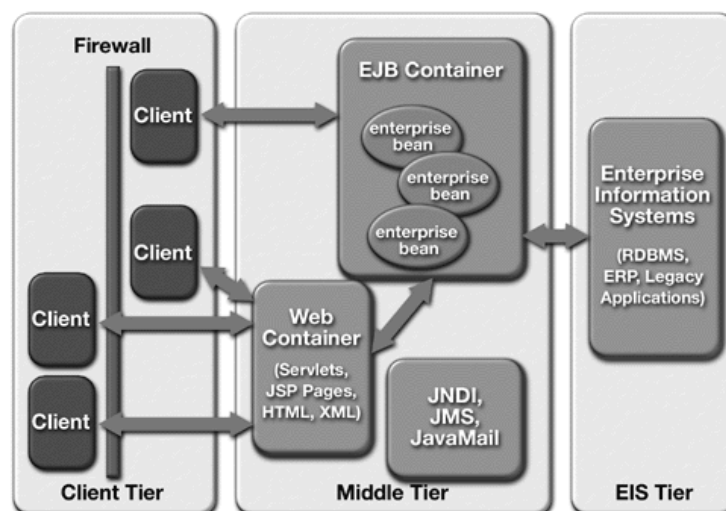 Firewall
Client
Client
Client
Client
Client Tier
EJB Container
enterprise
bean
enterprise
bean
enterprise
bean
Web
Container
(Servlets,
JSP Pages,
HTML, XML)
JNDI,
JMS,
JavaMail
Middle Tier
Enterprise
Information
Systems
(RDBMS,
ERP, Legacy
Applications)
EIS Tier